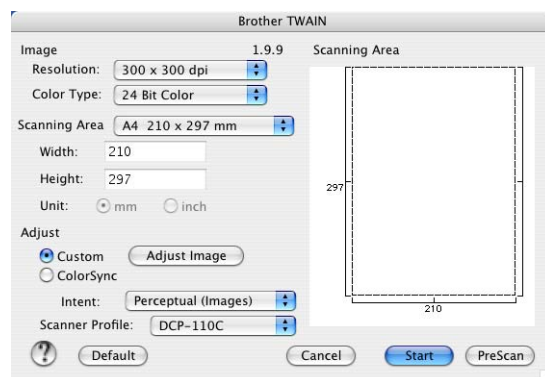 Brother TWAIN
Image 1.9.9
Resolution: 300 x 300 dpi
Color Type: 24 Bit Color
Scanning Area A4 210 x 297 mm
Width: 210
Height: 297
Unit: mm inch
Adjust
Custom Adjust Image
ColorSync
Intent: Perceptual (Images)
Scanner Profile: DCP-110C
? Default
Scanning Area
297
210
Cancel Start PreScan